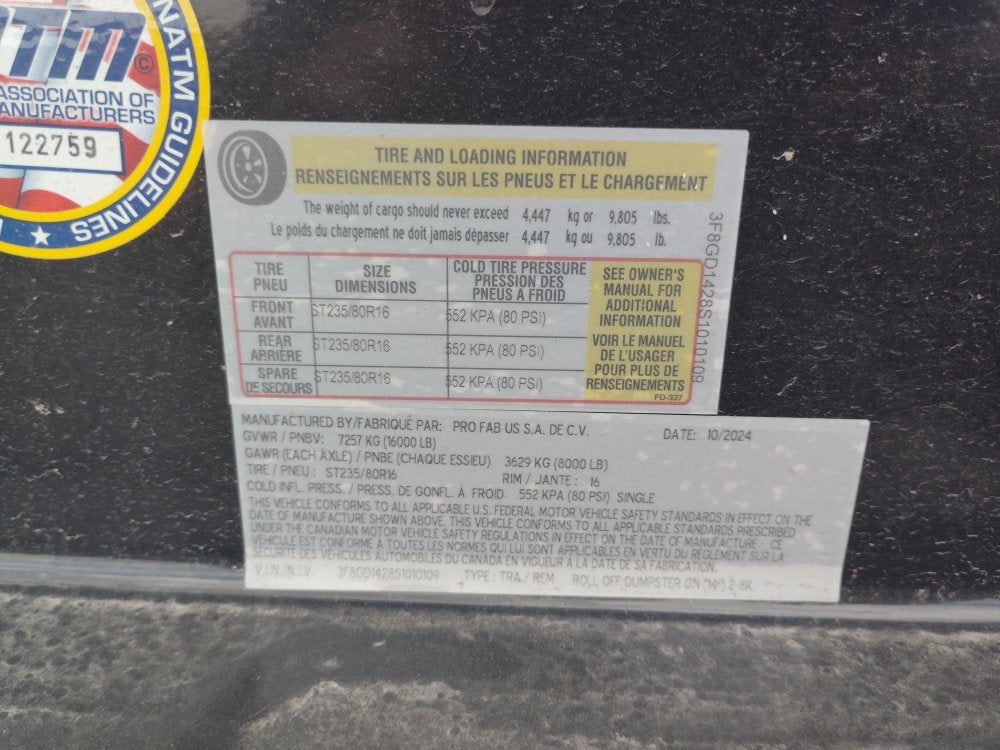 NATM GUIDELINES
ATM ©
ASSOCIATION OF
MANUFACTURERS
122759
TIRE AND LOADING INFORMATION
RENSEIGNEMENTS SUR LES PNEUS ET LE CHARGEMENT
The weight of cargo should never exceed 4,447 kg or 9,805 lbs.
Le poids du chargement ne doit jamais dépasser 4,447 kg ou 9,805 lb.
TIRE
PNEU
SIZE
DIMENSIONS
COLD TIRE PRESSURE
PRESSION DES
PNEUS A FROID
SEE OWNER'S
MANUAL FOR
ADDITIONAL
INFORMATION
VOIR LE MANUEL
DE L'USAGER
POUR PLUS DE
RENSEIGNEMENTS
FRONT
AVANT
ST235/80R16
552 KPA (80 PSI)
REAR
ARRIÈRE
ST235/80R16
552 KPA (80 PSI)
SPARE
DE SECOURS
ST235/80R16
552 KPA (80 PSI)
FD-337
3F8GD1428S1010109
MANUFACTURED BY/FABRIQUÉ PAR: PRO FAB US S.A. DE C.V. DATE: 10/2024
GVWR / PNBV: 7257 KG (16000 LB)
GAWR (EACH AXLE) / PNBE (CHAQUE ESSIEU) 3629 KG (8000 LB)
TIRE / PNEU : ST235/80R16 RIM / JANTE : 16
COLD INFL. PRESS. / PRESS. DE GONFL. À FROID 552 KPA (80 PSI) SINGLE
THIS VEHICLE CONFORMS TO ALL APPLICABLE U.S. FEDERAL MOTOR VEHICLE SAFETY STANDARDS IN EFFECT ON THE
DATE OF MANUFACTURE SHOWN ABOVE. THIS VEHICLE CONFORMS TO ALL APPLICABLE STANDARDS PRESCRIBED
UNDER THE CANADIAN MOTOR VEHICLE SAFETY REGULATIONS IN EFFECT ON THE DATE OF MANUFACTURE - CE
VÉHICULE EST CONFORME À TOUTES LES NORMES QUI LUI SONT APPLICABLES EN VERTU DU RÈGLEMENT SUR LA
SÉCURITÉ DES VÉHICULES AUTOMOBILES DU CANADA EN VIGUEUR À LA DATE DE SA FABRICATION.
V.I.N./N.I.V. 3F8GD1428S1010109 TYPE : TRA / REM ROLL OFF, DUMPSTER GN (14') 2-8K